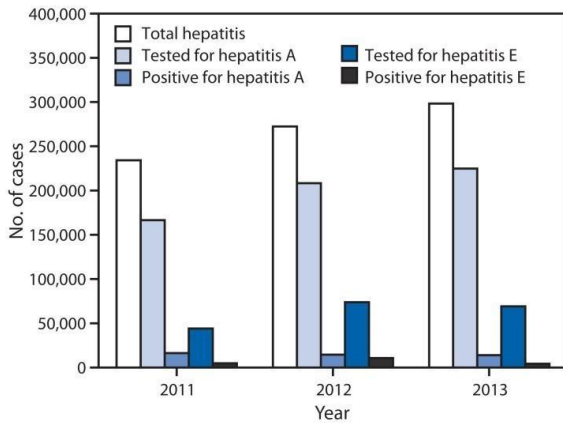 400,000
350,000
300,000
250,000
200,000
150,000
100,000
50,000
0
No. of cases
Total hepatitis
Tested for hepatitis A
Positive for hepatitis A
Tested for hepatitis E
Positive for hepatitis E
2011 2012 2013
Year